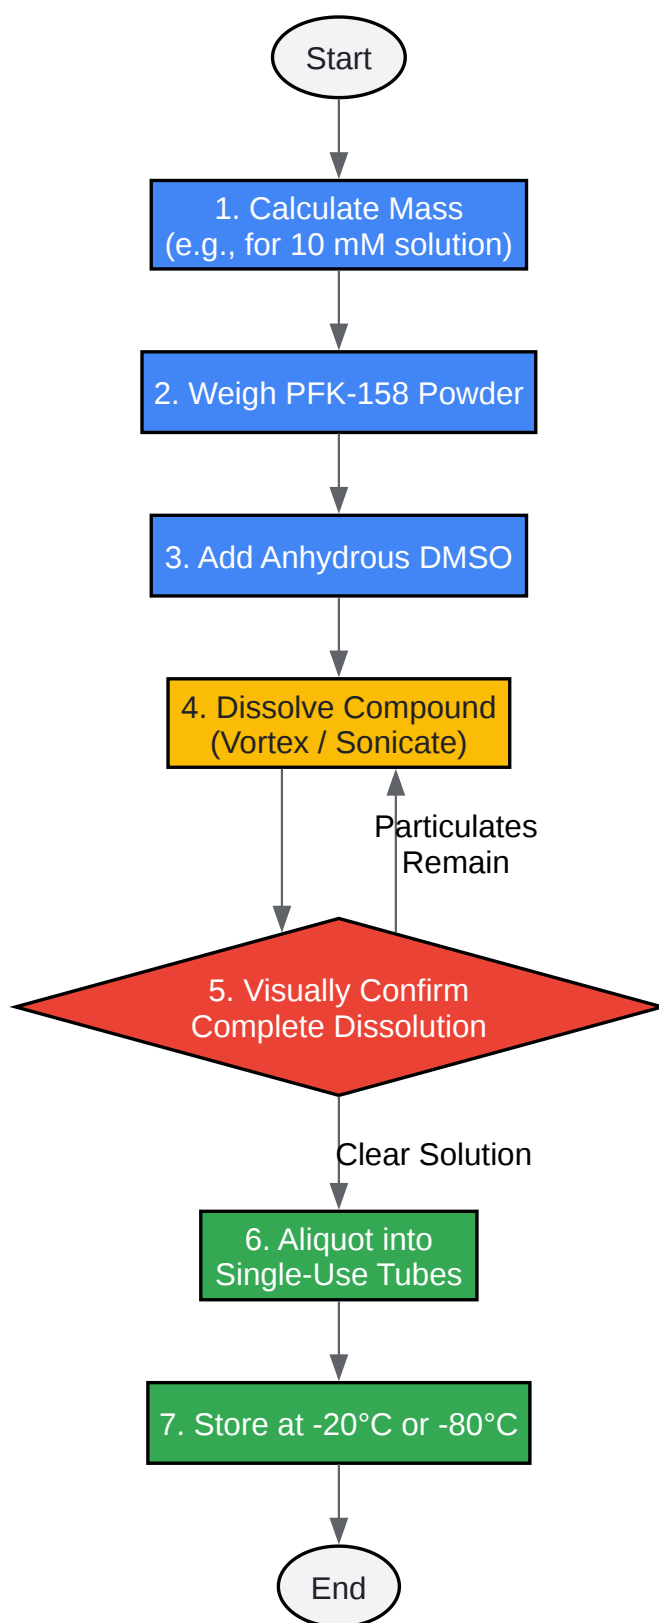 Start
1. Calculate Mass
(e.g., for 10 mM solution)
2. Weigh PFK-158 Powder
3. Add Anhydrous DMSO
4. Dissolve Compound
(Vortex / Sonicate)
Particulates
Remain
5. Visually Confirm
Complete Dissolution
Clear Solution
6. Aliquot into
Single-Use Tubes
7. Store at -20°C or -80°C
End